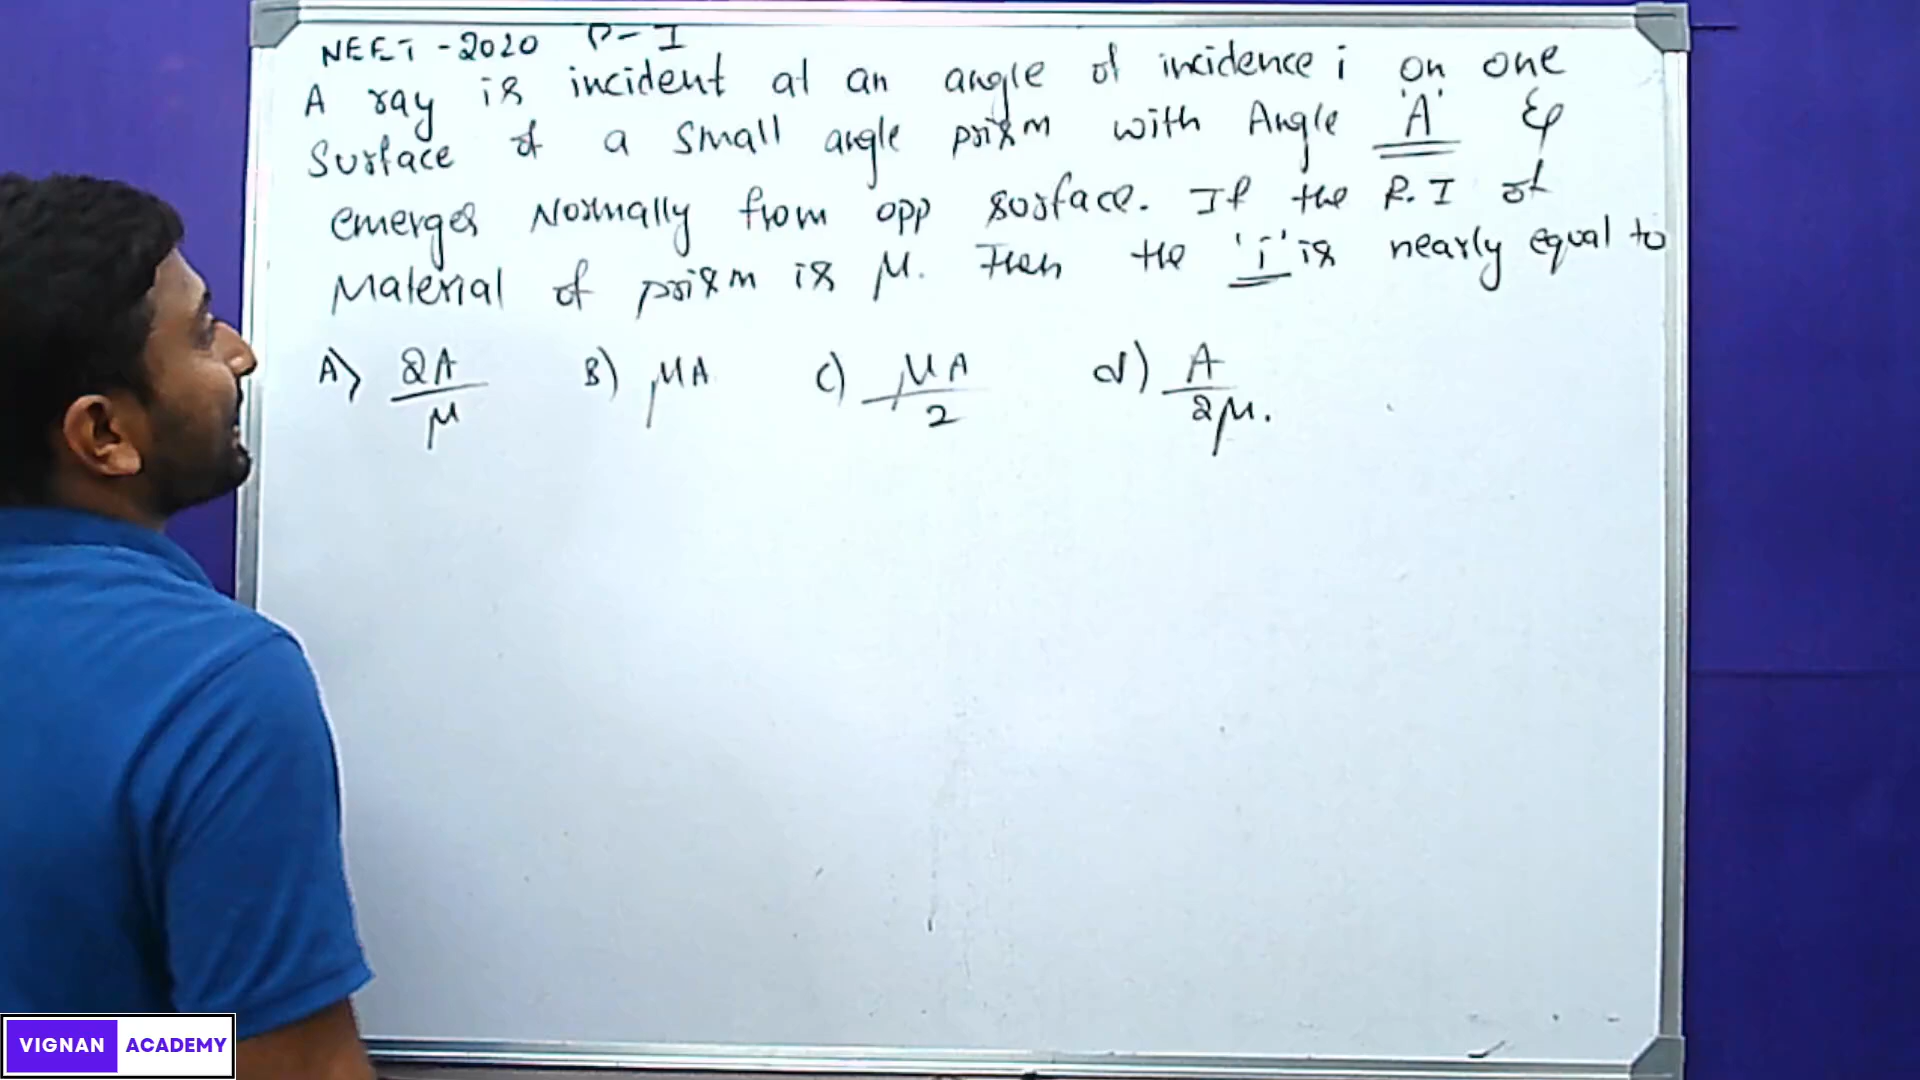 NEET - 2020 P-I
A ray is incident at an angle of incidence i on one
Surface of a small angle prism with Angle 'A' &
emerges Normally from opp surface. If the R.I of
Material of prism is μ. Then the 'i' is nearly equal to
A) 2A/μ B) μA C) μA/2 d) A/2μ.
VIGNAN ACADEMY